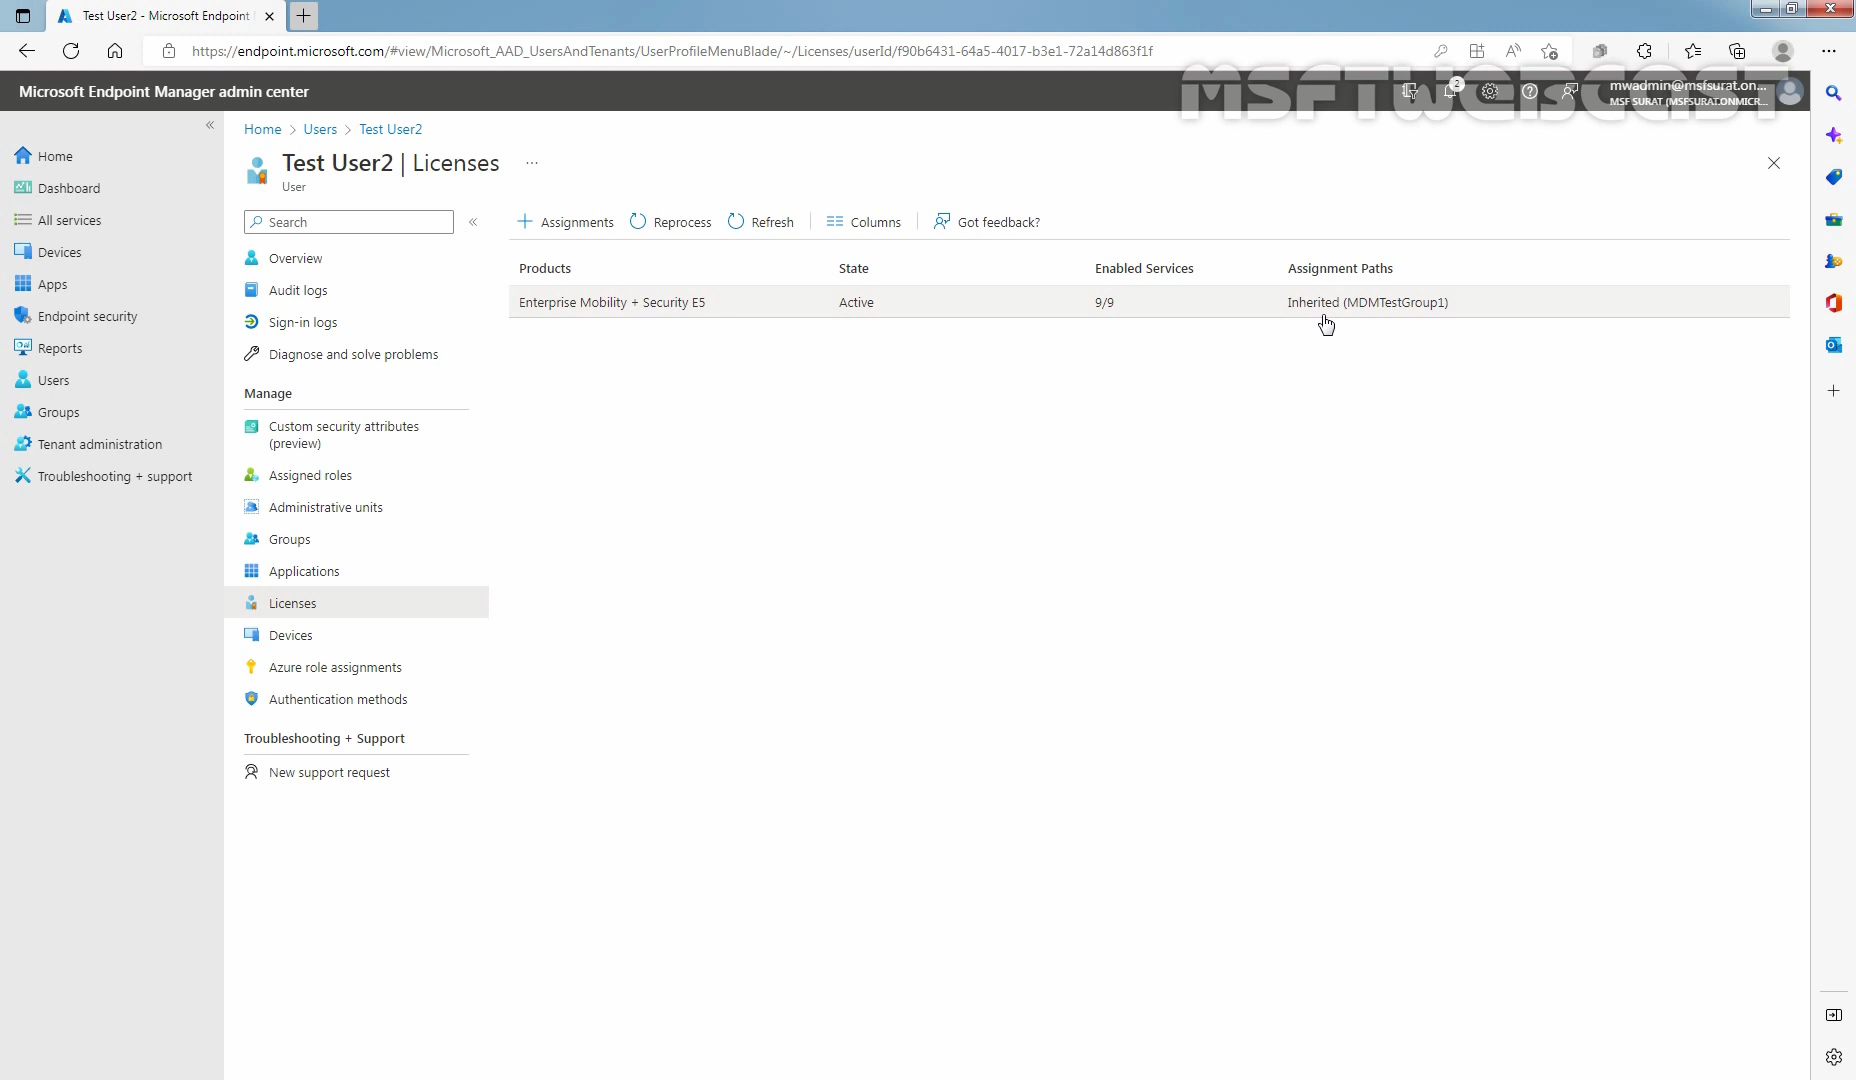 Test User2 - Microsoft Endpoint
https://endpoint.microsoft.com/#view/Microsoft_AAD_UsersAndTenants/UserProfileMenuBlade/~/Licenses/userId/f90b6431-64a5-4017-b3e1-72a14d863f1f
MSFTWEBCAST
Microsoft Endpoint Manager admin center
2
mwadmin@msfsurat.on...
MSF SURAT (MSFSURAT.ONMICR...
Home
Dashboard
All services
Devices
Apps
Endpoint security
Reports
Users
Groups
Tenant administration
Troubleshooting + support
Home > Users > Test User2
Test User2 | Licenses ...
User
Search
Overview
Audit logs
Sign-in logs
Diagnose and solve problems
Manage
Custom security attributes
(preview)
Assigned roles
Administrative units
Groups
Applications
Licenses
Devices
Azure role assignments
Authentication methods
Troubleshooting + Support
New support request
Assignments Reprocess Refresh Columns Got feedback?
Products State Enabled Services Assignment Paths
Enterprise Mobility + Security E5 Active 9/9 Inherited (MDMTestGroup1)